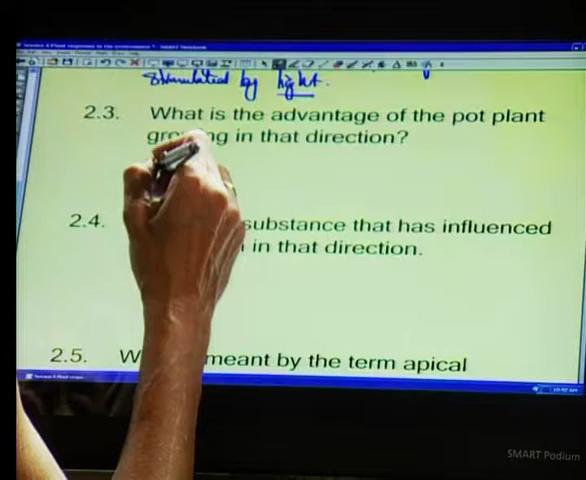 stimulated by light.
2.3. What is the advantage of the pot plant
growing in that direction?
2.4. substance that has influenced
in that direction.
2.5. meant by the term apical
SMART Podium